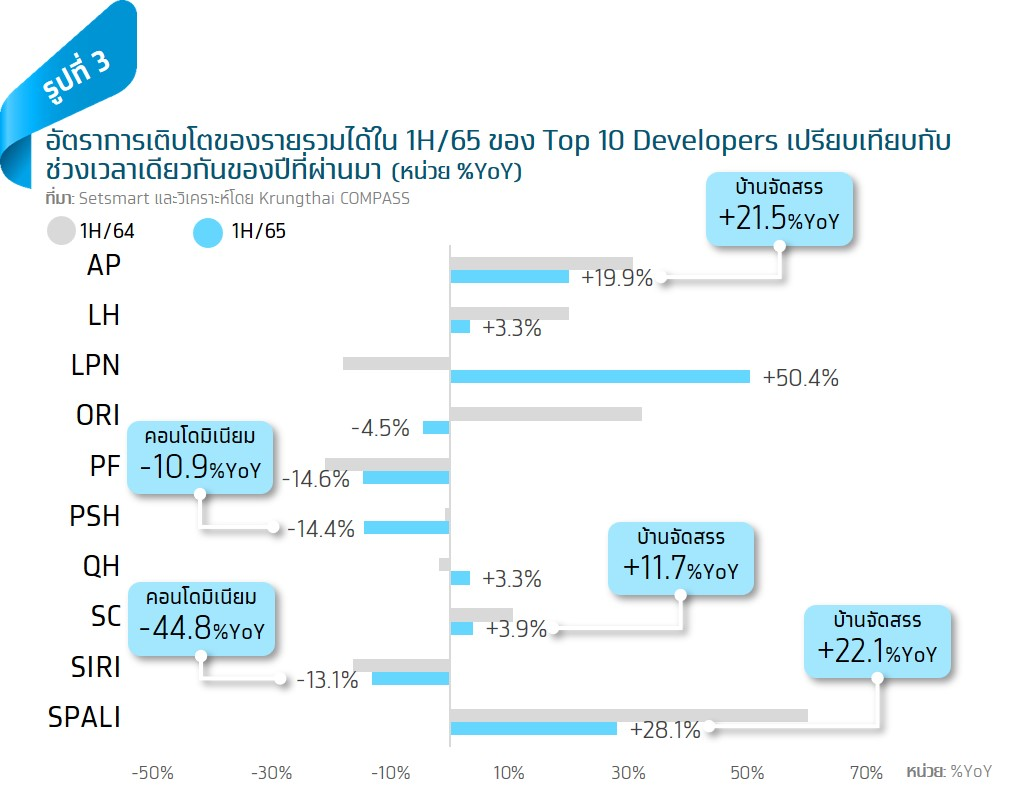 รูปที่ 3
อัตราการเติบโตของรายรวมได้ใน 1H/65 ของ Top 10 Developers เปรียบเทียบกับ
ช่วงเวลาเดียวกันของปีที่ผ่านมา (หน่วย %YoY)
ที่มา: Setsmart และวิเคราะห์โดย Krungthai COMPASS
1H/64
1H/65
บ้านจัดสรร
+21.5%YoY
AP
+19.9%
LH
+3.3%
LPN
+50.4%
ORI
-4.5%
คอนโดมิเนียม
-10.9%YoY
PF
-14.6%
PSH
-14.4%
บ้านจัดสรร
+11.7%YoY
QH
+3.3%
คอนโดมิเนียม
-44.8%YoY
SC
+3.9%
บ้านจัดสรร
+22.1%YoY
SIRI
-13.1%
SPALI
+28.1%
-50%
-30%
-10%
10%
30%
50%
70%
หน่วย: %YoY